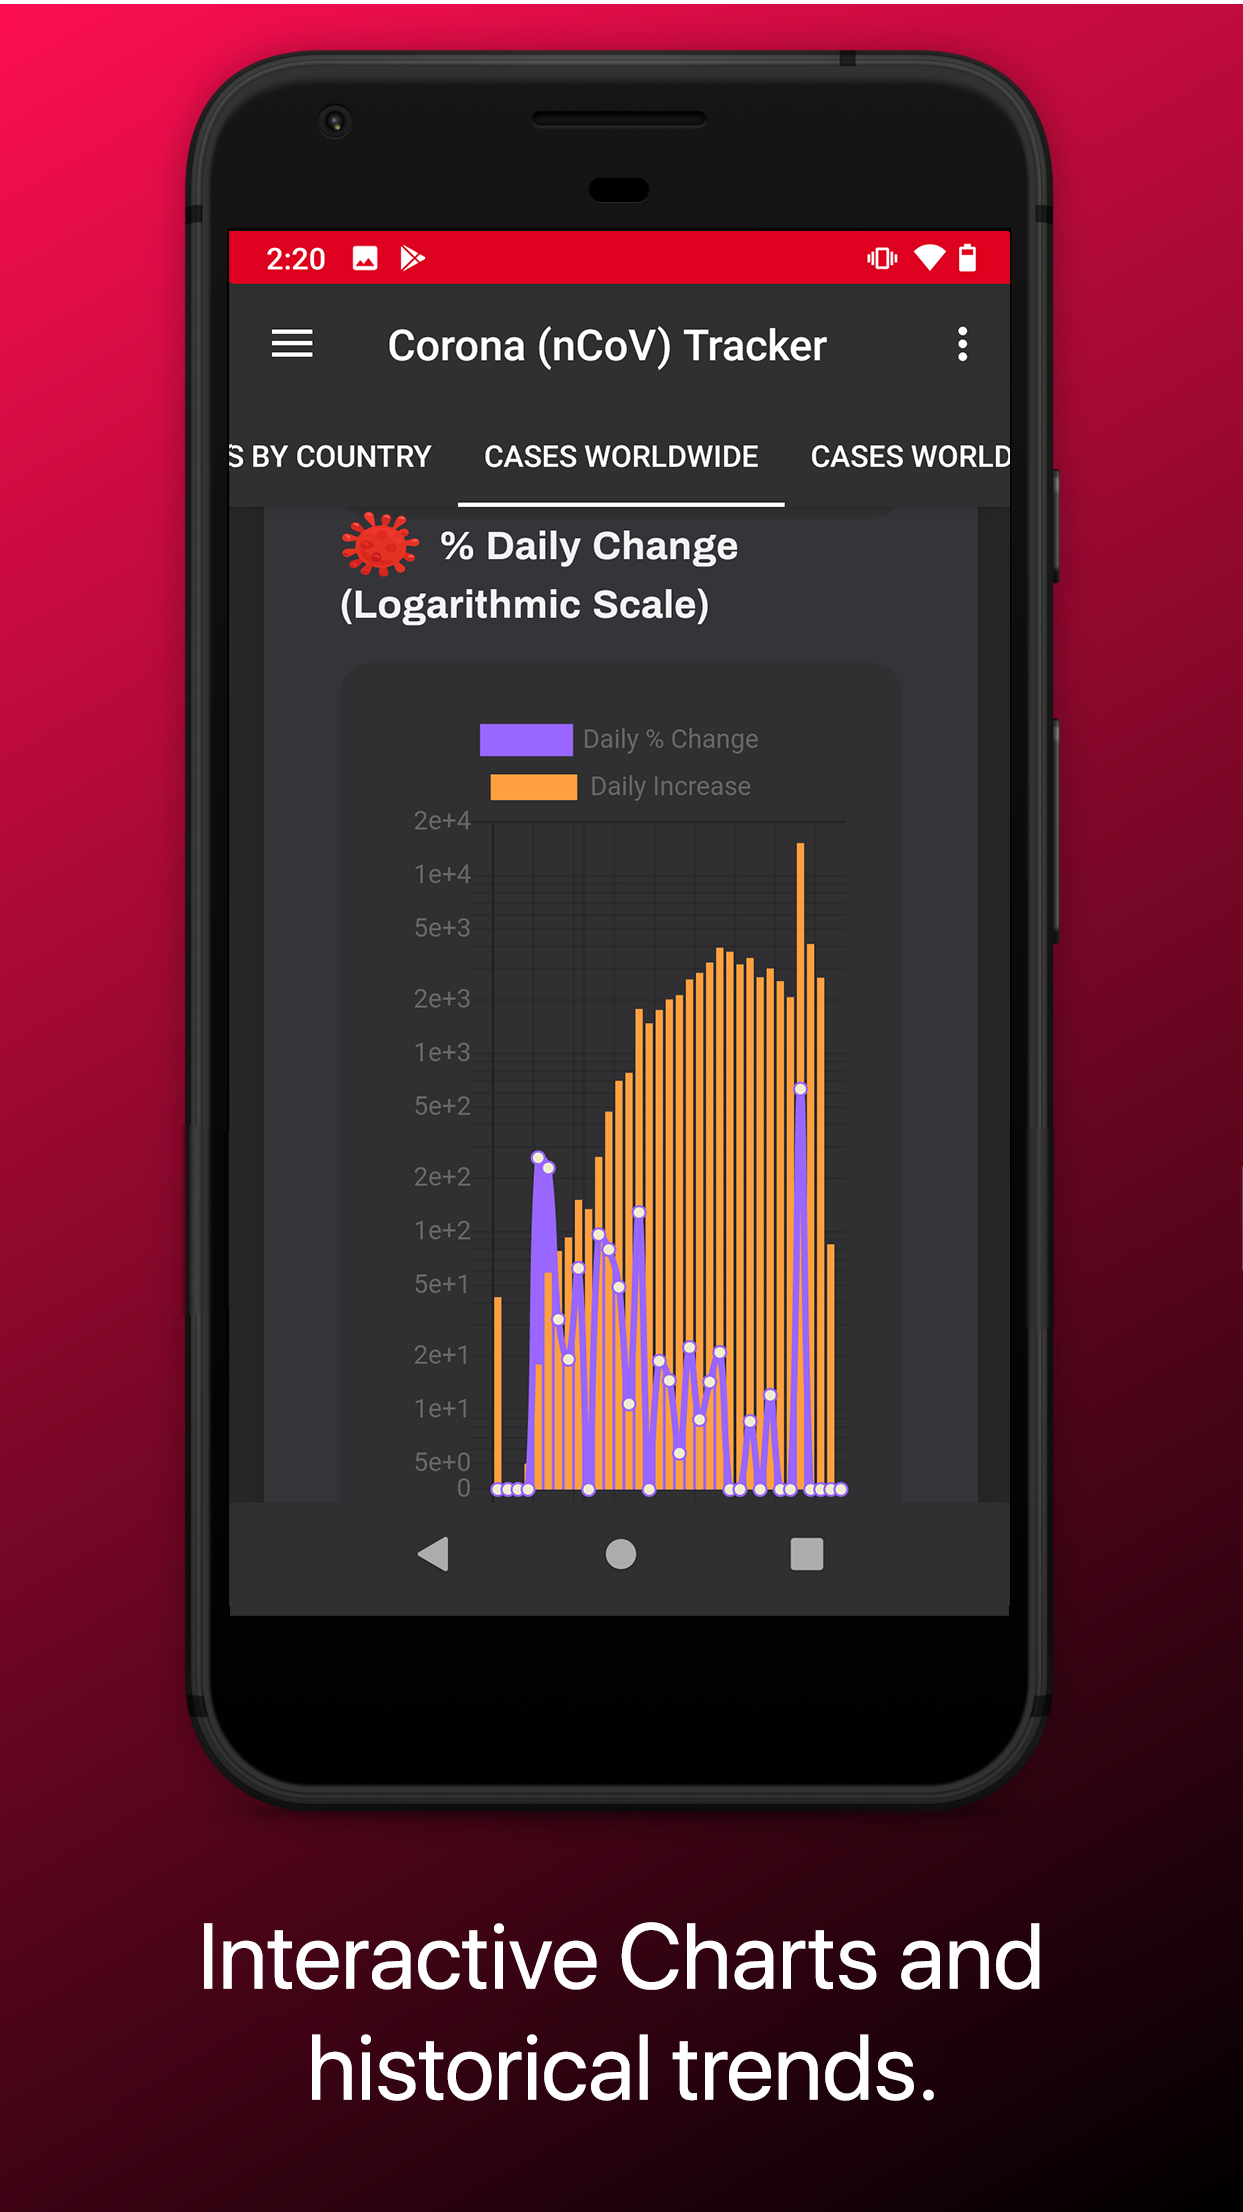 2:20
Corona (nCoV) Tracker
S BY COUNTRY CASES WORLDWIDE CASES WORLD
% Daily Change
(Logarithmic Scale)
Daily % Change
Daily Increase
2e+4
1e+4
5e+3
2e+3
1e+3
5e+2
2e+2
1e+2
5e+1
2e+1
1e+1
5e+0
0
Interactive Charts and
historical trends.